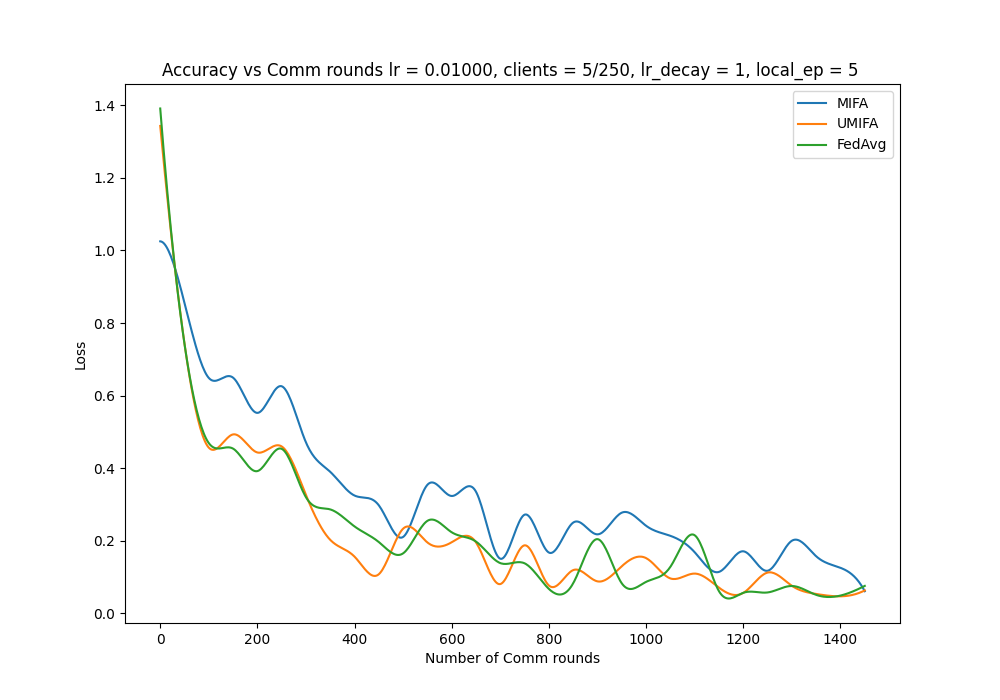 Accuracy vs Comm rounds lr = 0.01000, clients = 5/250, lr_decay = 1, local_ep = 5
MIFA
UMIFA
FedAvg
1.4
1.2
1.0
0.8
0.6
0.4
0.2
0.0
Loss
0 200 400 600 800 1000 1200 1400
Number of Comm rounds